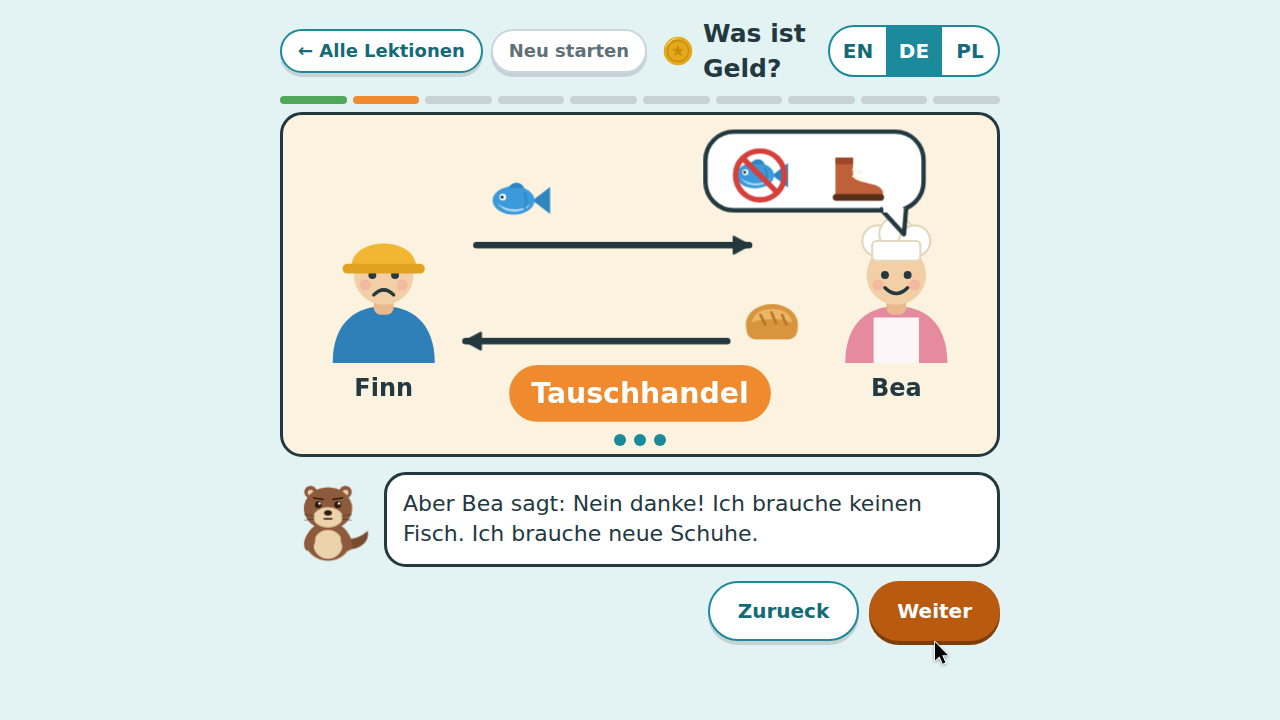 ← Alle Lektionen
Neu starten
Was ist
Geld?
EN DE PL
Finn
Bea
Tauschhandel
Aber Bea sagt: Nein danke! Ich brauche keinen
Fisch. Ich brauche neue Schuhe.
Zurueck
Weiter